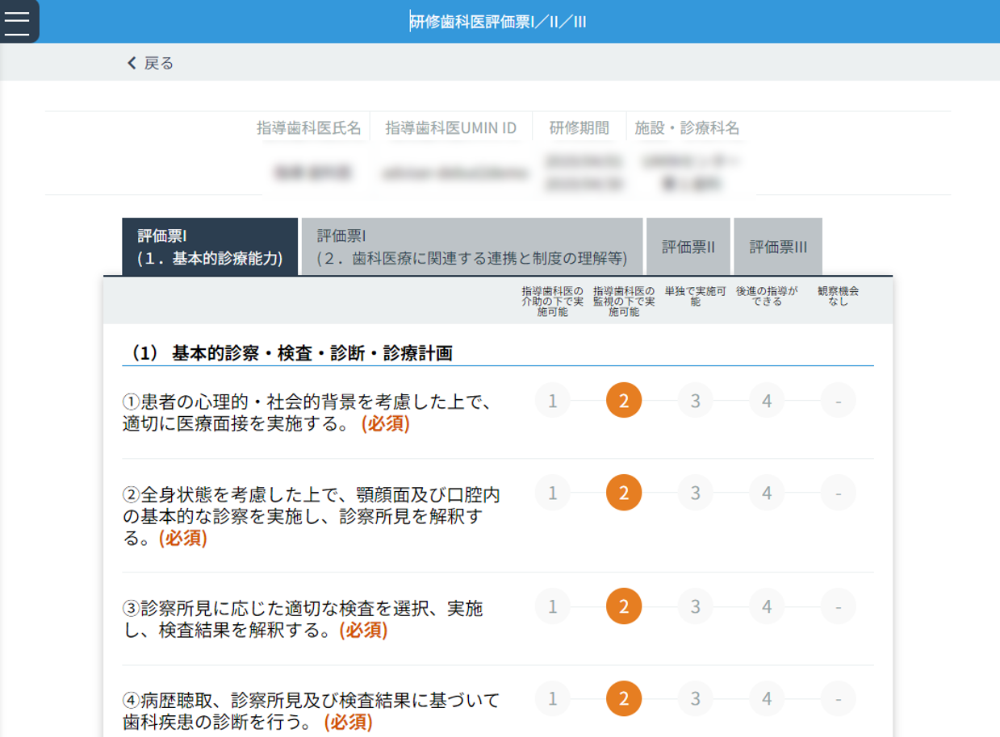 研修歯科医評価票I／II／III
戻る
指導歯科医氏名 指導歯科医UMIN ID 研修期間 施設・診療科名
評価票I
(１．基本的診療能力)
評価票I
(２．歯科医療に関連する連携と制度の理解等)
評価票II
評価票III
指導歯科医の
介助の下で実
施可能
指導歯科医の
監視の下で実
施可能
単独で実施可
能
後進の指導が
できる
観察機会
なし
（1） 基本的診察・検査・診断・診療計画
①患者の心理的・社会的背景を考慮した上で、
適切に医療面接を実施する。 (必須)
1 2 3 4 -
②全身状態を考慮した上で、顎顔面及び口腔内
の基本的な診察を実施し、診察所見を解釈す
る。(必須)
1 2 3 4 -
③診察所見に応じた適切な検査を選択、実施
し、検査結果を解釈する。(必須)
1 2 3 4 -
④病歴聴取、診察所見及び検査結果に基づいて
歯科疾患の診断を行う。 (必須)
1 2 3 4 -